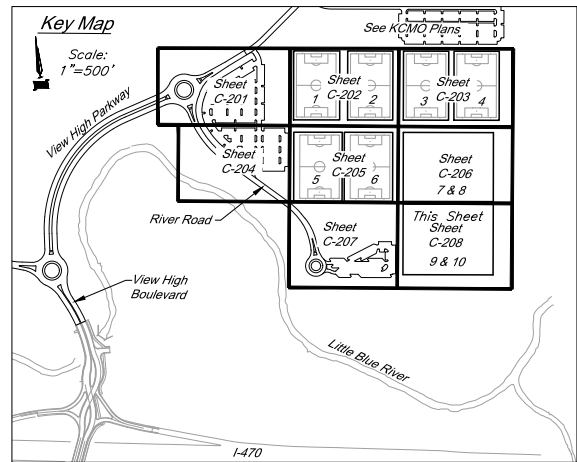 Key Map
Scale:
1"=500'
See KCMO Plans
View High Parkway
Sheet
C-201
Sheet
C-202
1
2
Sheet
C-203
3
4
Sheet
C-204
Sheet
C-205
5
6
Sheet
C-206
7 & 8
River Road
Sheet
C-207
This Sheet
Sheet
C-208
9 & 10
View High
Boulevard
Little Blue River
I-470